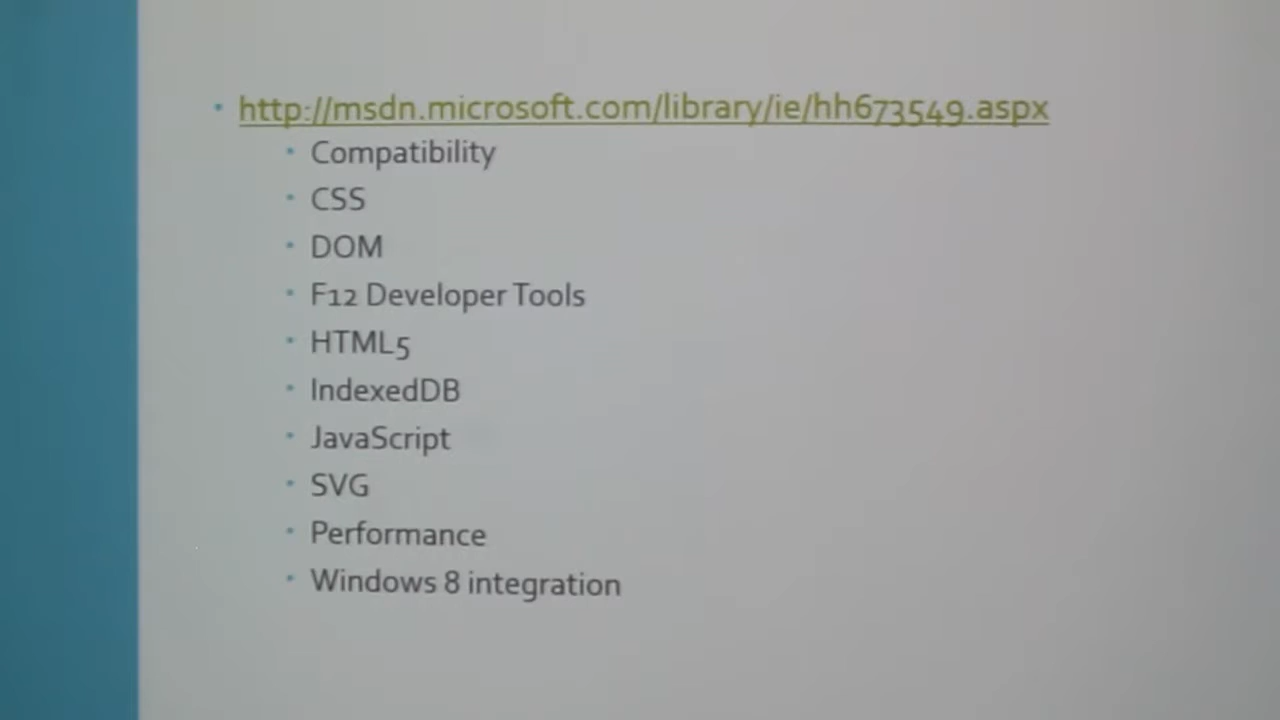 http://msdn.microsoft.com/library/ie/hh673549.aspx
Compatibility
CSS
DOM
F12 Developer Tools
HTML5
IndexedDB
JavaScript
SVG
Performance
Windows 8 integration